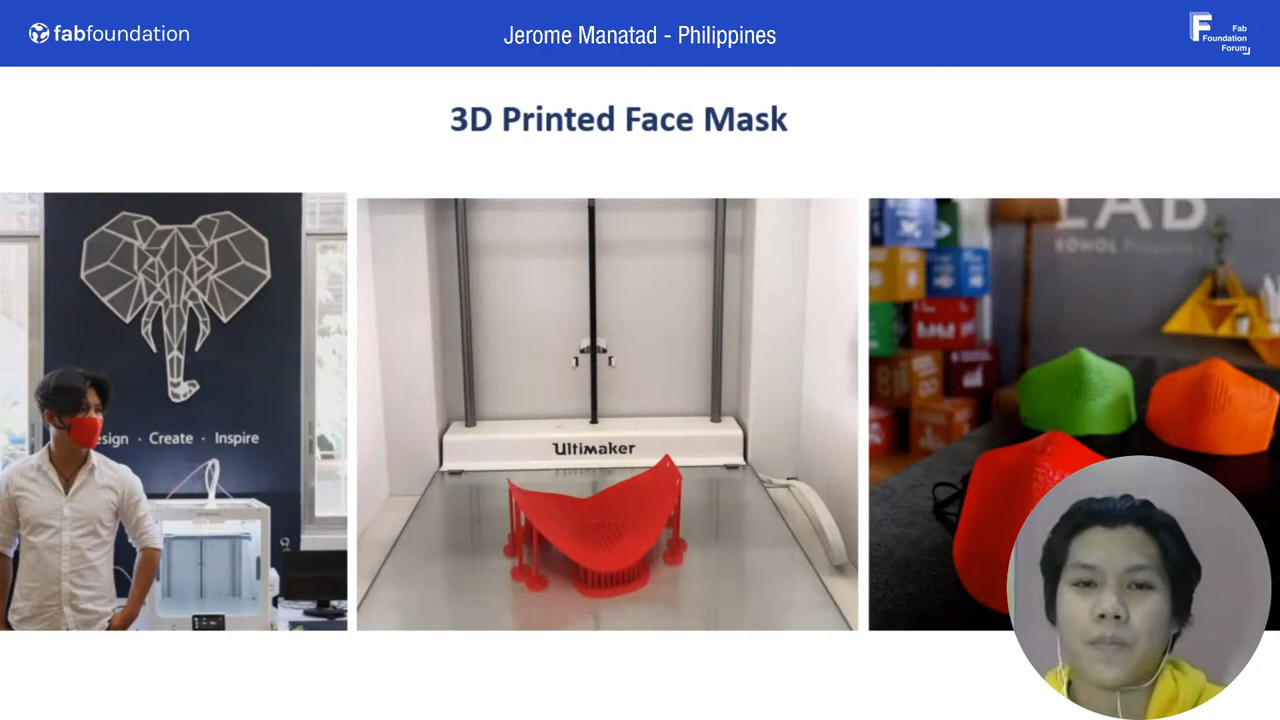 fabfoundation
Jerome Manatad - Philippines
Fab
Foundation
Forum
3D Printed Face Mask
esign · Create · Inspire
Ultimaker
LAB
BOHOL Philippines